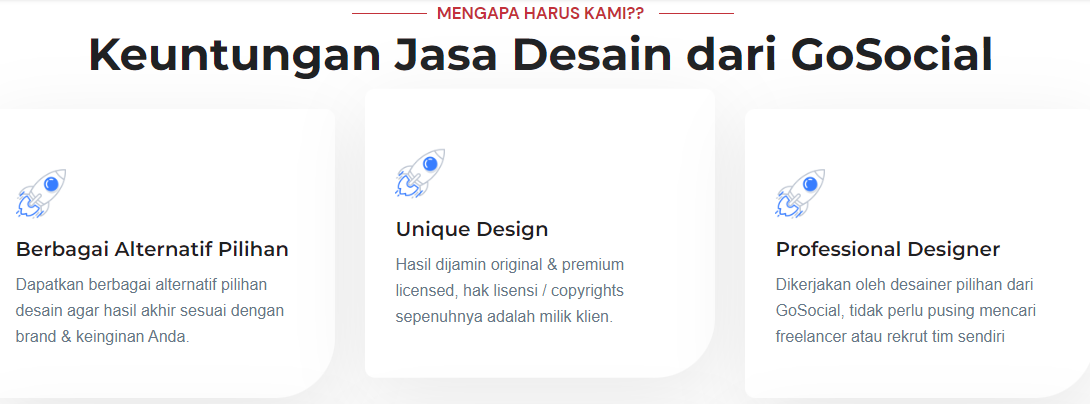 MENGAPA HARUS KAMI??
Keuntungan Jasa Desain dari GoSocial
Berbagai Alternatif Pilihan
Dapatkan berbagai alternatif pilihan
desain agar hasil akhir sesuai dengan
brand & keinginan Anda.
Unique Design
Hasil dijamin original & premium
licensed, hak lisensi / copyrights
sepenuhnya adalah milik klien.
Professional Designer
Dikerjakan oleh desainer pilihan dari
GoSocial, tidak perlu pusing mencari
freelancer atau rekrut tim sendiri